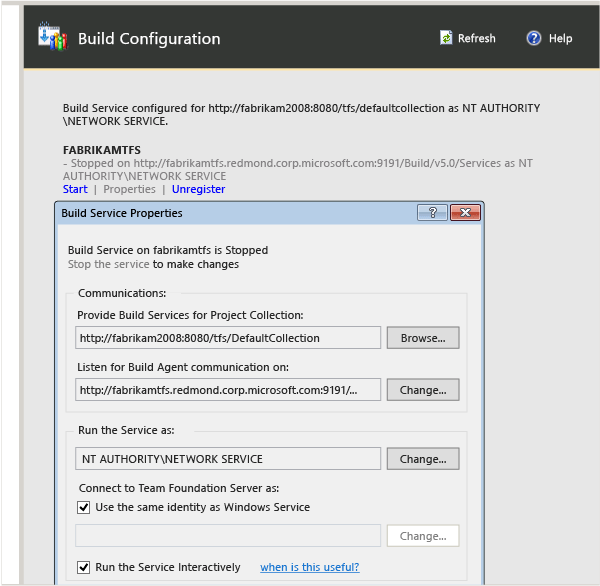 Build Configuration
Refresh
Help
Build Service configured for http://fabrikam2008:8080/tfs/defaultcollection as NT AUTHORITY
\NETWORK SERVICE.
FABRIKAMTFS
- Stopped on http://fabrikamtfs.redmond.corp.microsoft.com:9191/Build/v5.0/Services as NT
AUTHORITY\NETWORK SERVICE
Start | Properties | Unregister
Build Service Properties
?
Build Service on fabrikamtfs is Stopped
Stop the service to make changes
Communications:
Provide Build Services for Project Collection:
http://fabrikam2008:8080/tfs/DefaultCollection
Browse...
Listen for Build Agent communication on:
http://fabrikamtfs.redmond.corp.microsoft.com:9191/...
Change...
Run the Service as:
NT AUTHORITY\NETWORK SERVICE
Change...
Connect to Team Foundation Server as:
Use the same identity as Windows Service
Change...
Run the Service Interactively when is this useful?